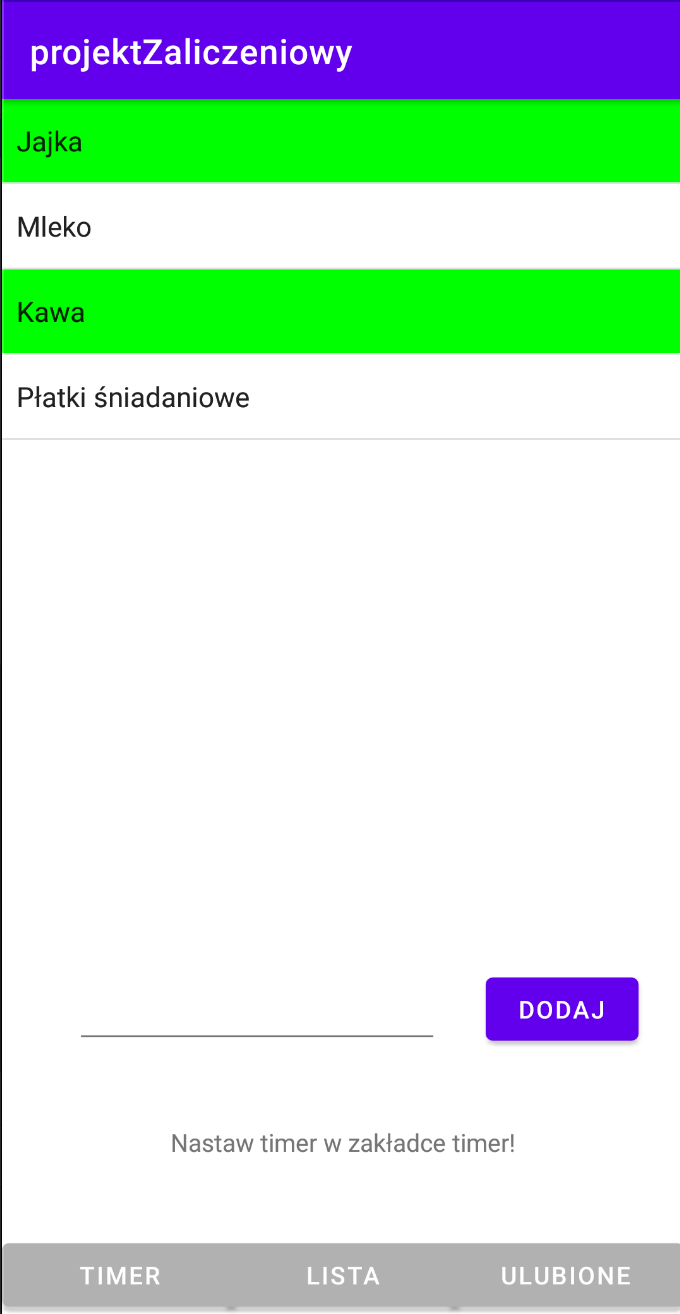 projektZaliczeniowy
Jajka
Mleko
Kawa
Płatki śniadaniowe
DODAJ
Nastaw timer w zakładce timer!
TIMER LISTA ULUBIONE